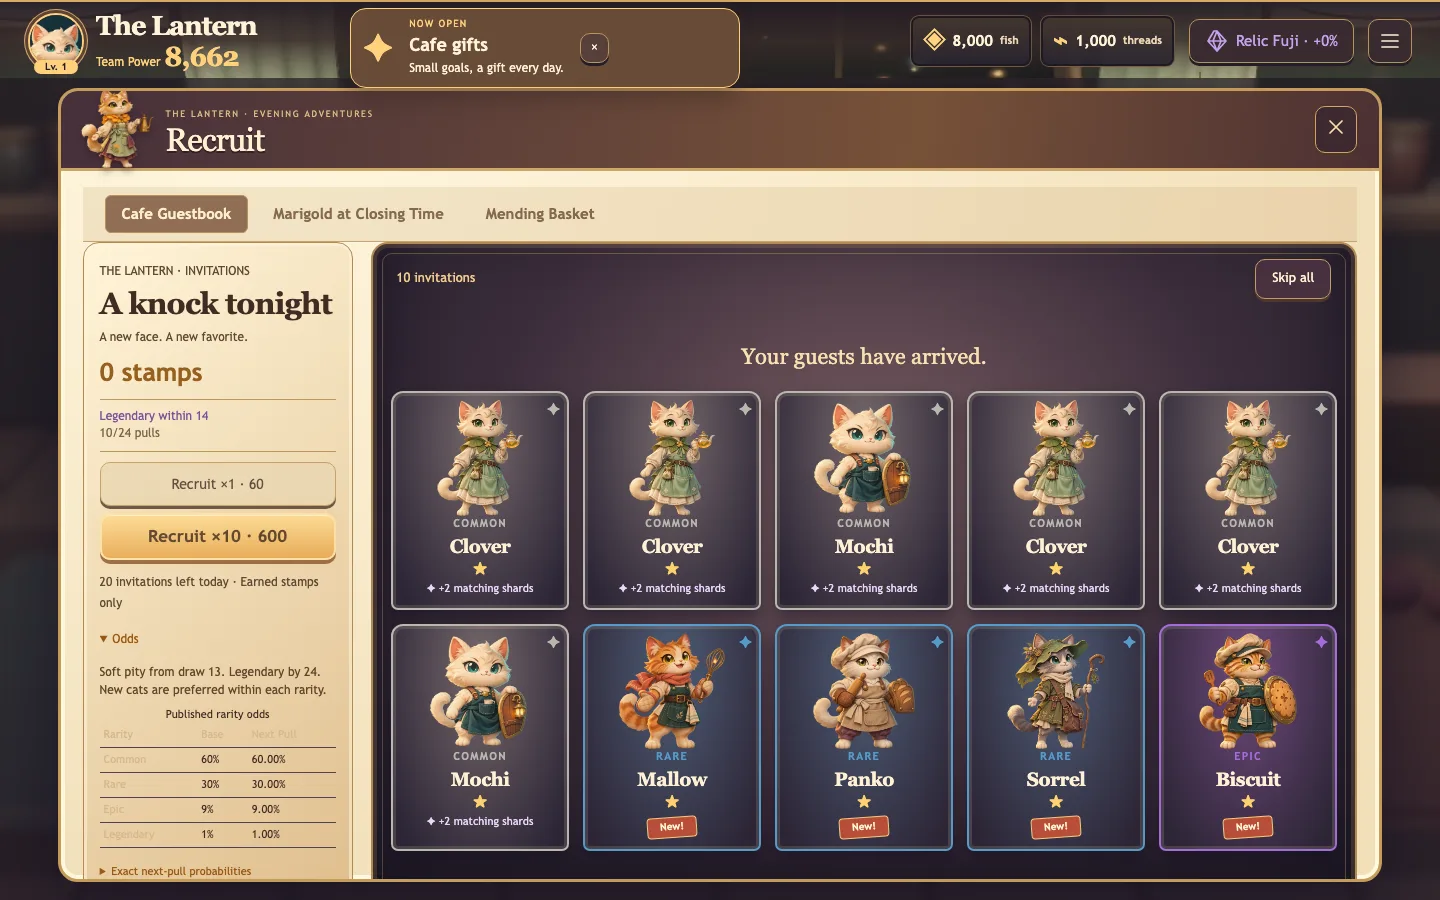 The Lantern
Lv. 1
Team Power 8,662
NOW OPEN
Cafe gifts
Small goals, a gift every day.
×
8,000 fish
1,000 threads
Relic Fuji · +0%
THE LANTERN · EVENING ADVENTURES
Recruit
Cafe Guestbook
Marigold at Closing Time
Mending Basket
THE LANTERN · INVITATIONS
A knock tonight
A new face. A new favorite.
0 stamps
Legendary within 14
10/24 pulls
Recruit ×1 · 60
Recruit ×10 · 600
20 invitations left today · Earned stamps
only
▼ Odds
Soft pity from draw 13. Legendary by 24.
New cats are preferred within each rarity.
Published rarity odds
Rarity Base Next Pull
Common 60% 60.00%
Rare 30% 30.00%
Epic 9% 9.00%
Legendary 1% 1.00%
▶ Exact next-pull probabilities
10 invitations
Skip all
Your guests have arrived.
COMMON
Clover
+2 matching shards
COMMON
Clover
+2 matching shards
COMMON
Mochi
+2 matching shards
COMMON
Clover
+2 matching shards
COMMON
Clover
+2 matching shards
COMMON
Mochi
+2 matching shards
RARE
Mallow
New!
RARE
Panko
New!
RARE
Sorrel
New!
EPIC
Biscuit
New!